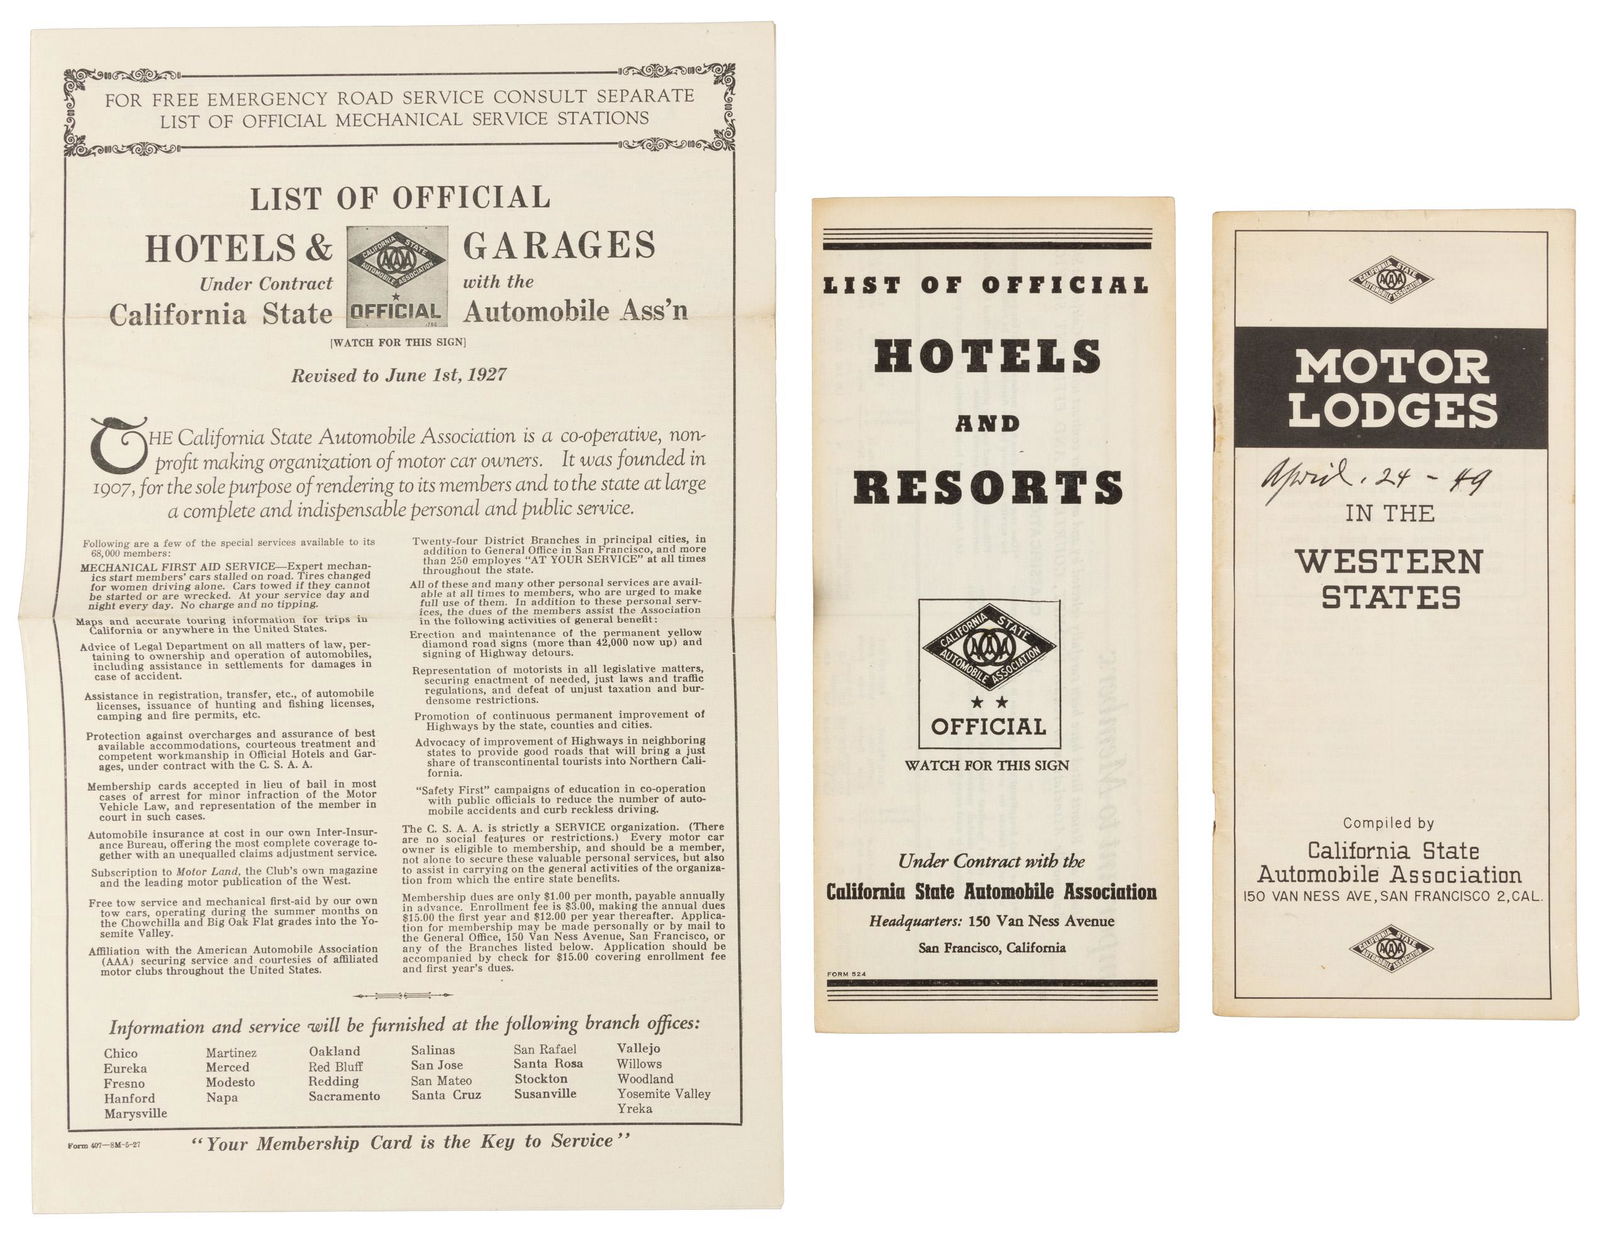 FOR FREE EMERGENCY ROAD SERVICE CONSULT SEPARATE
LIST OF OFFICIAL MECHANICAL SERVICE STATIONS
LIST OF OFFICIAL
HOTELS & GARAGES
Under Contract with the
California State Automobile Ass'n
CALIFORNIA STATE
AAA
AUTOMOBILE ASSOCIATION
OFFICIAL
[WATCH FOR THIS SIGN]
Revised to June 1st, 1927
THE California State Automobile Association is a co-operative, non-
profit making organization of motor car owners. It was founded in
1907, for the sole purpose of rendering to its members and to the state at large
a complete and indispensable personal and public service.
Following are a few of the special services available to its
68,000 members:
MECHANICAL FIRST AID SERVICE—Expert mechan-
ics start members' cars stalled on road. Tires changed
for women driving alone. Cars towed if they cannot
be started or are wrecked. At your service day and
night every day. No charge and no tipping.
Maps and accurate touring information for trips in
California or anywhere in the United States.
Advice of Legal Department on all matters of law, per-
taining to ownership and operation of automobiles,
including assistance in settlements for damages in
case of accident.
Assistance in registration, transfer, etc., of automobile
licenses, issuance of hunting and fishing licenses,
camping and fire permits, etc.
Protection against overcharges and assurance of best
available accommodations, courteous treatment and
competent workmanship in Official Hotels and Gar-
ages, under contract with the C. S. A. A.
Membership cards accepted in lieu of bail in most
cases of arrest for minor infraction of the Motor
Vehicle Law, and representation of the member in
court in such cases.
Automobile insurance at cost in our own Inter-Insur-
ance Bureau, offering the most complete coverage to-
gether with an unequalled claims adjustment service.
Subscription to Motor Land, the Club's own magazine
and the leading motor publication of the West.
Free tow service and mechanical first-aid by our own
tow cars, operating during the summer months on
the Chowchilla and Big Oak Flat grades into the Yo-
semite Valley.
Affiliation with the American Automobile Association
(AAA) securing service and courtesies of affiliated
motor clubs throughout the United States.
Twenty-four District Branches in principal cities, in
addition to General Office in San Francisco, and more
than 250 employes "AT YOUR SERVICE" at all times
throughout the state.
All of these and many other personal services are avail-
able at all times to members, who are urged to make
full use of them. In addition to these personal serv-
ices, the dues of the members assist the Association
in the following activities of general benefit:
Erection and maintenance of the permanent yellow
diamond road signs (more than 42,000 now up) and
signing of Highway detours.
Representation of motorists in all legislative matters,
securing enactment of needed, just laws and traffic
regulations, and defeat of unjust taxation and bur-
densome restrictions.
Promotion of continuous permanent improvement of
Highways by the state, counties and cities.
Advocacy of improvement of Highways in neighboring
states to provide good roads that will bring a just
share of transcontinental tourists into Northern Cali-
fornia.
"Safety First" campaigns of education in co-operation
with public officials to reduce the number of auto-
mobile accidents and curb reckless driving.
The C. S. A. A. is strictly a SERVICE organization. (There
are no social features or restrictions.) Every motor car
owner is eligible to membership, and should be a member,
not alone to secure these valuable personal services, but also
to assist in carrying on the general activities of the organiza-
tion from which the entire state benefits.
Membership dues are only $1.00 per month, payable annually
in advance. Enrollment fee is $3.00, making the annual dues
$15.00 the first year and $12.00 per year thereafter. Applica-
tion for membership may be made personally or by mail to
the General Office, 150 Van Ness Avenue, San Francisco, or
any of the Branches listed below. Application should be
accompanied by check for $15.00 covering enrollment fee
and first year's dues.
Information and service will be furnished at the following branch offices:
Chico Martinez Oakland Salinas San Rafael Vallejo
Eureka Merced Red Bluff San Jose Santa Rosa Willows
Fresno Modesto Redding San Mateo Stockton Woodland
Hanford Napa Sacramento Santa Cruz Susanville Yosemite Valley
Marysville Yreka
Form 407—8M-5-27
"Your Membership Card is the Key to Service"
LIST OF OFFICIAL
HOTELS
AND
RESORTS
CALIFORNIA STATE
AAA
AUTOMOBILE ASSOCIATION
OFFICIAL
WATCH FOR THIS SIGN
Under Contract with the
California State Automobile Association
Headquarters: 150 Van Ness Avenue
San Francisco, California
FORM 524
CALIFORNIA STATE
AAA
AUTOMOBILE ASSOCIATION
MOTOR
LODGES
April. 24 - 49
IN THE
WESTERN
STATES
Compiled by
California State
Automobile Association
150 VAN NESS AVE, SAN FRANCISCO 2, CAL.
CALIFORNIA STATE
AAA
AUTOMOBILE ASSOCIATION